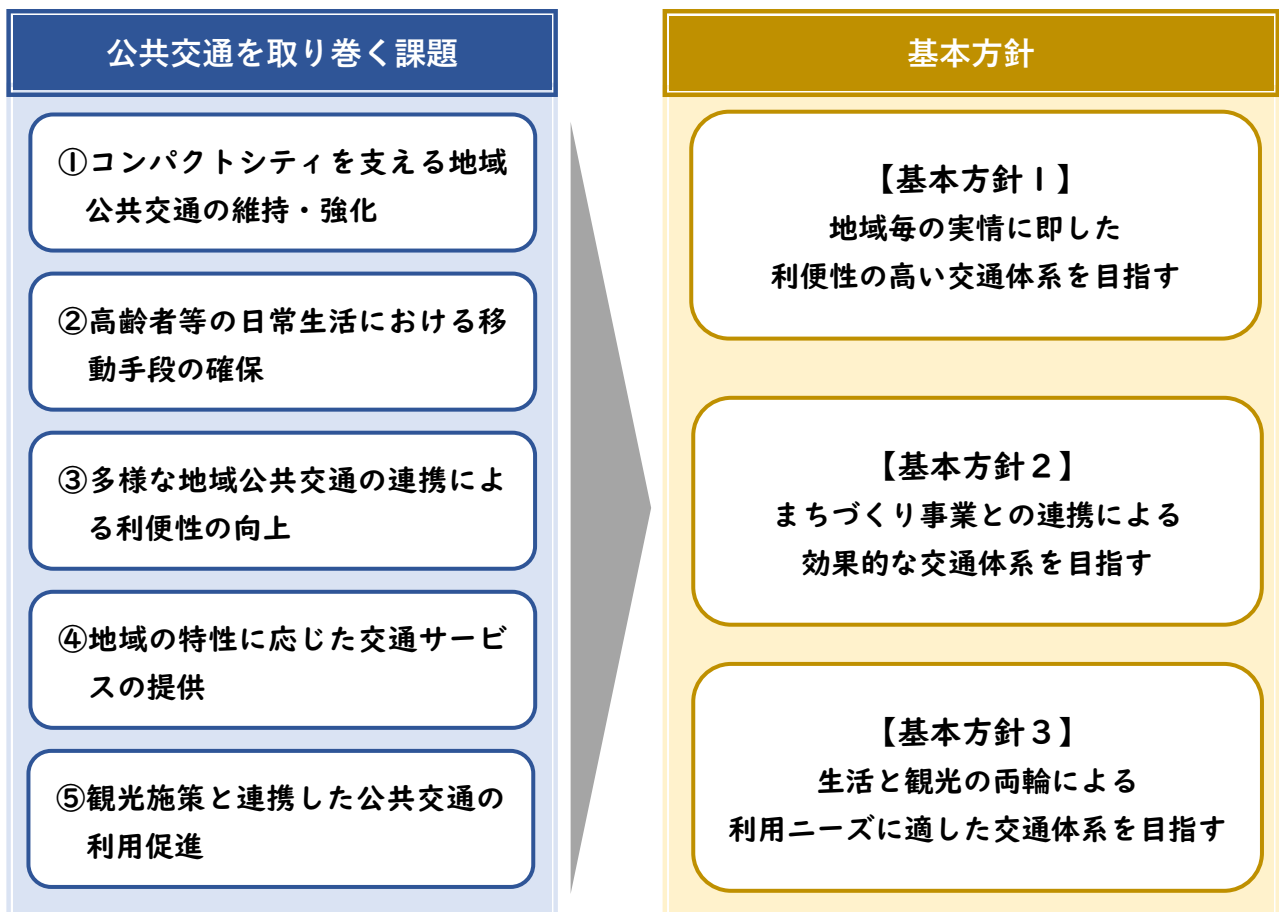 公共交通を取り巻く課題
①コンパクトシティを支える地域
公共交通の維持・強化
②高齢者等の日常生活における移
動手段の確保
③多様な地域公共交通の連携によ
る利便性の向上
④地域の特性に応じた交通サービ
スの提供
⑤観光施策と連携した公共交通の
利用促進
基本方針
【基本方針１】
地域毎の実情に即した
利便性の高い交通体系を目指す
【基本方針２】
まちづくり事業との連携による
効果的な交通体系を目指す
【基本方針３】
生活と観光の両輪による
利用ニーズに適した交通体系を目指す